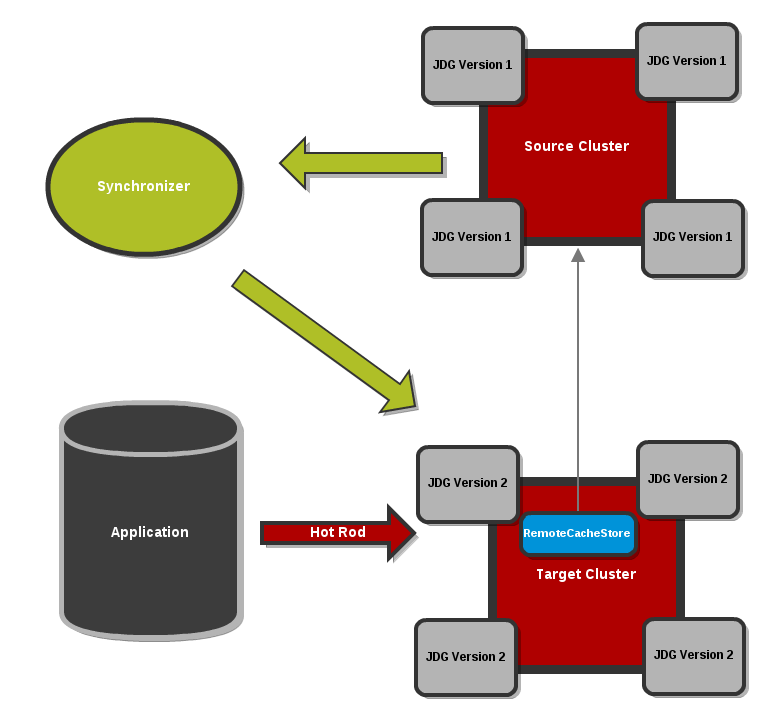 JDG Version 1
JDG Version 1
Source Cluster
Synchronizer
JDG Version 1
JDG Version 1
JDG Version 2
JDG Version 2
Application
Hot Rod
RemoteCacheStore
Target Cluster
JDG Version 2
JDG Version 2